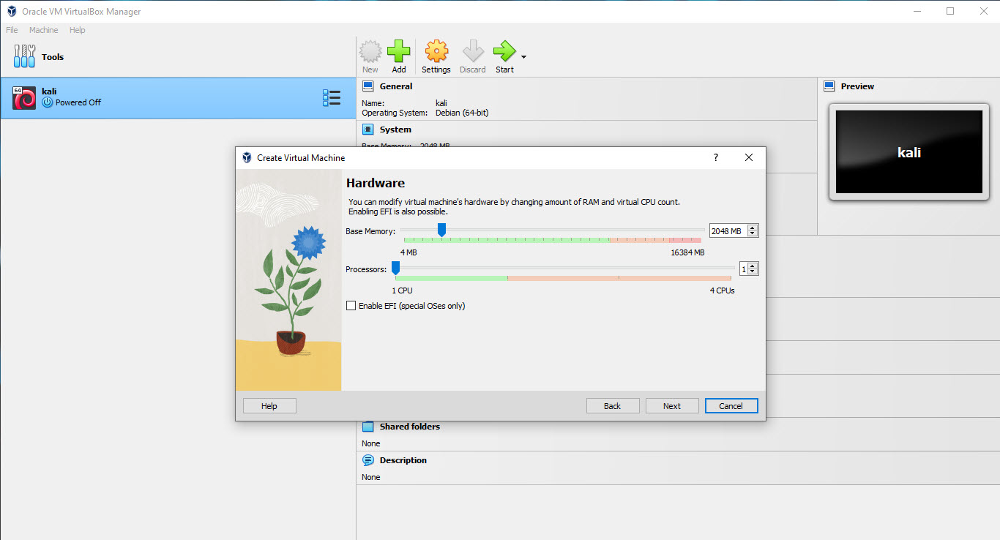 Oracle VM VirtualBox Manager
File Machine Help
Tools
New Add Settings Discard Start
64
kali
Powered Off
General
Name: kali
Operating System: Debian (64-bit)
System
Base Memory: 2048 MB
Preview
kali
Create Virtual Machine
?
Hardware
You can modify virtual machine's hardware by changing amount of RAM and virtual CPU count.
Enabling EFI is also possible.
Base Memory: 2048 MB
4 MB 16384 MB
Processors: 1
1 CPU 4 CPUs
Enable EFI (special OSes only)
Help Back Next Cancel
Shared folders
None
Description
None